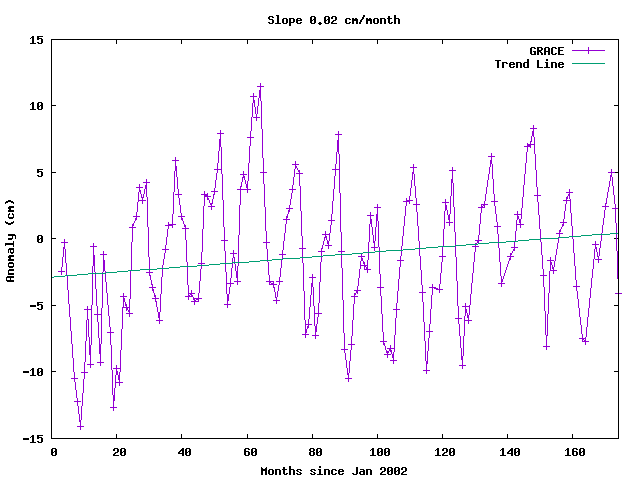 Slope 0.02 cm/month
GRACE
Trend Line
15
10
5
0
-5
-10
-15
Anomaly (cm)
0 20 40 60 80 100 120 140 160
Months since Jan 2002